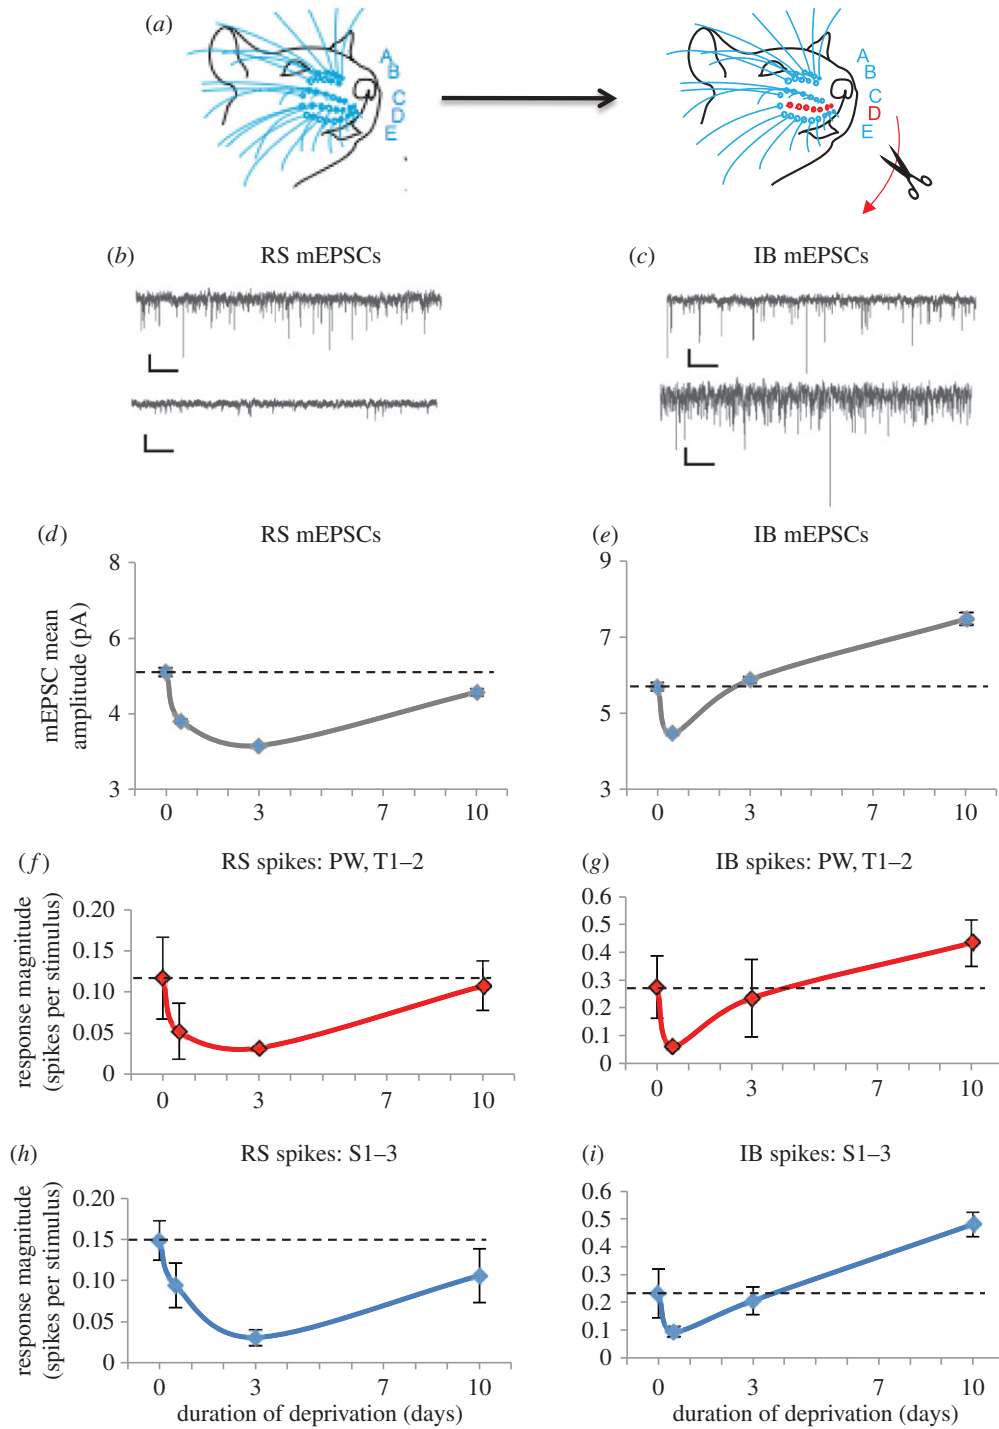 (a)
A
B
C
D
E
A
B
C
D
E
(b) RS mEPSCs
(c) IB mEPSCs
(d) RS mEPSCs
mEPSC mean
amplitude (pA)
8
6
4
3
0 3 7 10
(e) IB mEPSCs
9
7
5
3
0 3 7 10
(f) RS spikes: PW, T1–2
response magnitude
(spikes per stimulus)
0.20
0.15
0.10
0.05
0
0 3 7 10
(g) IB spikes: PW, T1–2
0.6
0.5
0.4
0.3
0.2
0.1
0
0 3 7 10
(h) RS spikes: S1–3
response magnitude
(spikes per stimulus)
0.20
0.15
0.10
0.05
0
0 3 7 10
duration of deprivation (days)
(i) IB spikes: S1–3
0.6
0.5
0.4
0.3
0.2
0.1
0
0 3 7 10
duration of deprivation (days)